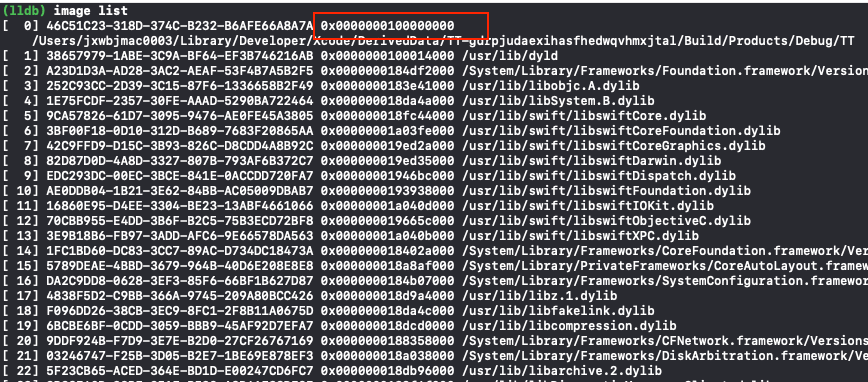 (lldb) image list
[  0] 46C51C23-318D-374C-B232-B6AFE66A8A7A 0x0000000100000000
/Users/jxwbjmac0003/Library/Developer/Xcode/DerivedData/TT-gdrpjudaexihasfhedwqvhmxjtal/Build/Products/Debug/TT
[  1] 38657979-1ABE-3C9A-BF64-EF3B746216AB 0x0000000100014000 /usr/lib/dyld
[  2] A23D1D3A-AD28-3AC2-AEAF-53F4B7A5B2F5 0x0000000184df2000 /System/Library/Frameworks/Foundation.framework/Version
[  3] 252C93CC-2D39-3C15-87F6-1336658B2F49 0x0000000183e41000 /usr/lib/libobjc.A.dylib
[  4] 1E75FCDF-2357-30FE-AAAD-5290BA722464 0x000000018da4a000 /usr/lib/libSystem.B.dylib
[  5] 9CA57826-61D7-3095-9476-AE0FE45A3805 0x000000018fc44000 /usr/lib/swift/libswiftCore.dylib
[  6] 3BF00F18-0D10-312D-B689-7683F20865AA 0x00000001a03fe000 /usr/lib/swift/libswiftCoreFoundation.dylib
[  7] 42C9FFD9-D15C-3B93-826C-D8CDD4A8B92C 0x000000019ed2a000 /usr/lib/swift/libswiftCoreGraphics.dylib
[  8] 82D87D0D-4A8D-3327-807B-793AF6B372C7 0x000000019ed35000 /usr/lib/swift/libswiftDarwin.dylib
[  9] EDC293DC-00EC-3BCE-841E-0ACCDD720FA7 0x00000001946bc000 /usr/lib/swift/libswiftDispatch.dylib
[ 10] AE0DDB04-1B21-3E62-84BB-AC05009DBAB7 0x0000000193938000 /usr/lib/swift/libswiftFoundation.dylib
[ 11] 16860E95-D4EE-3304-BE23-13ABF4661066 0x00000001a040d000 /usr/lib/swift/libswiftIOKit.dylib
[ 12] 70CBB955-E4DD-3B6F-B2C5-75B3ECD72BF8 0x000000019665c000 /usr/lib/swift/libswiftObjectiveC.dylib
[ 13] 3E9B18B6-FB97-3ADD-AFC6-9E66578DA563 0x00000001a040b000 /usr/lib/swift/libswiftXPC.dylib
[ 14] 1FC1BD60-DC83-3CC7-89AC-D734DC18473A 0x000000018402a000 /System/Library/Frameworks/CoreFoundation.framework/Ve
[ 15] 5789DEAE-4BBD-3679-964B-40D6E208E8E8 0x000000018a8af000 /System/Library/PrivateFrameworks/CoreAutoLayout.framew
[ 16] DA2C9DD8-0628-3EF3-85F6-66BF1B627D87 0x0000000184b07000 /System/Library/Frameworks/SystemConfiguration.framewor
[ 17] 4838F5D2-C9BB-366A-9745-209A80BCC426 0x000000018d9a4000 /usr/lib/libz.1.dylib
[ 18] F096DD26-38CB-3EC9-8FC1-2F8B11A0675D 0x000000018da4c000 /usr/lib/libfakelink.dylib
[ 19] 6BCBE6BF-0CDD-3059-BBB9-45AF92D7EFA7 0x000000018dcd0000 /usr/lib/libcompression.dylib
[ 20] 9DDF924B-F7D9-3E7E-B2D0-27CF26767169 0x0000000188358000 /System/Library/Frameworks/CFNetwork.framework/Versions
[ 21] 03246747-F25B-3D05-B2E7-1BE69E878EF3 0x000000018a038000 /System/Library/Frameworks/DiskArbitration.framework/Ve
[ 22] 5F23CB65-ACED-364E-BD1D-E00247CD6FC7 0x000000018db96000 /usr/lib/libarchive.2.dylib